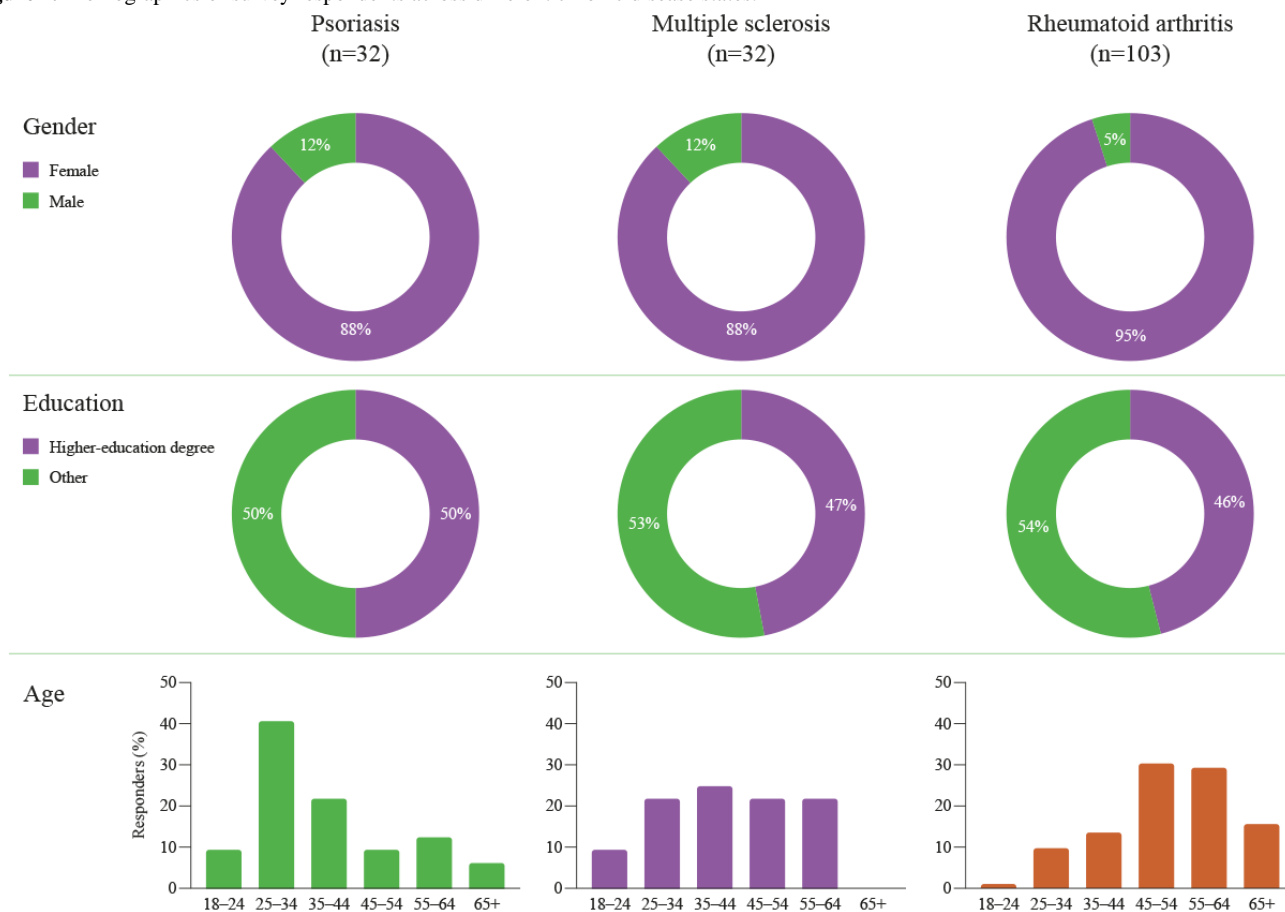 Psoriasis
(n=32)
Multiple sclerosis
(n=32)
Rheumatoid arthritis
(n=103)
Gender
Female
Male
12%
88%
12%
88%
5%
95%
Education
Higher-education degree
Other
50%
50%
53%
47%
54%
46%
Age
Responders (%)
50
40
30
20
10
0
18–24 25–34 35–44 45–54 55–64 65+
50
40
30
20
10
0
18–24 25–34 35–44 45–54 55–64 65+
50
40
30
20
10
0
18–24 25–34 35–44 45–54 55–64 65+